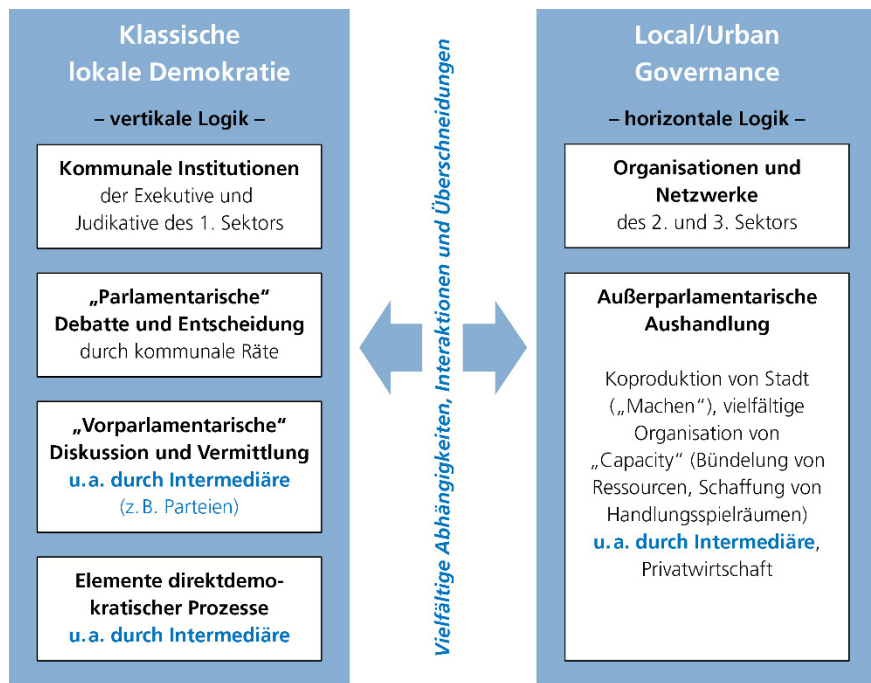 Klassische
lokale Demokratie
– vertikale Logik –
Kommunale Institutionen
der Exekutive und
Judikative des 1. Sektors
„Parlamentarische“
Debatte und Entscheidung
durch kommunale Räte
„Vorparlamentarische“
Diskussion und Vermittlung
u.a. durch Intermediäre
(z.B. Parteien)
Elemente direktdemo-
kratischer Prozesse
u.a. durch Intermediäre
Vielfältige Abhängigkeiten, Interaktionen und Überschneidungen
Local/Urban
Governance
– horizontale Logik –
Organisationen und
Netzwerke
des 2. und 3. Sektors
Außerparlamentarische
Aushandlung
Koproduktion von Stadt
(„Machen“), vielfältige
Organisation von
„Capacity“ (Bündelung von
Ressourcen, Schaffung von
Handlungsspielräumen)
u.a. durch Intermediäre,
Privatwirtschaft